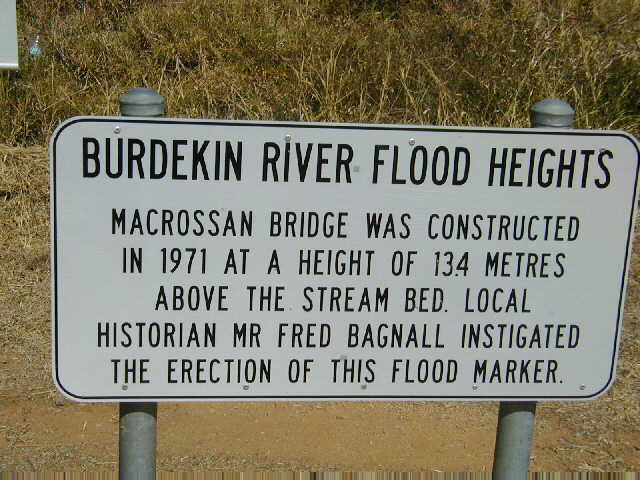 BURDEKIN RIVER FLOOD HEIGHTS
MACROSSAN BRIDGE WAS CONSTRUCTED
IN 1971 AT A HEIGHT OF 13.4 METRES
ABOVE THE STREAM BED. LOCAL
HISTORIAN MR FRED BAGNALL INSTIGATED
THE ERECTION OF THIS FLOOD MARKER.